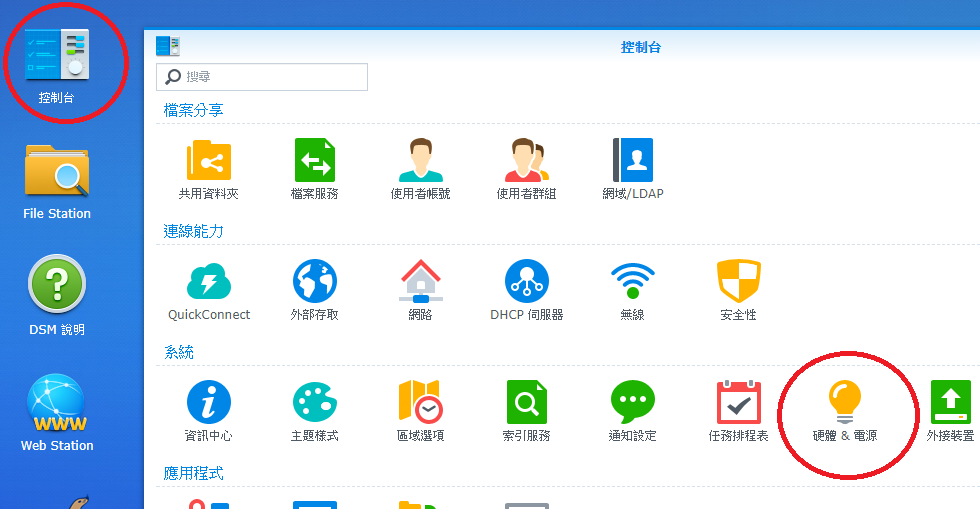 控制台
File Station
DSM 說明
WWW
Web Station
控制台
搜尋
檔案分享
共用資料夾
檔案服務
使用者帳號
使用者群組
網域/LDAP
連線能力
QuickConnect
外部存取
網路
DHCP 伺服器
無線
安全性
系統
資訊中心
主題樣式
區域選項
索引服務
通知設定
任務排程表
硬體 & 電源
外接裝置
應用程式